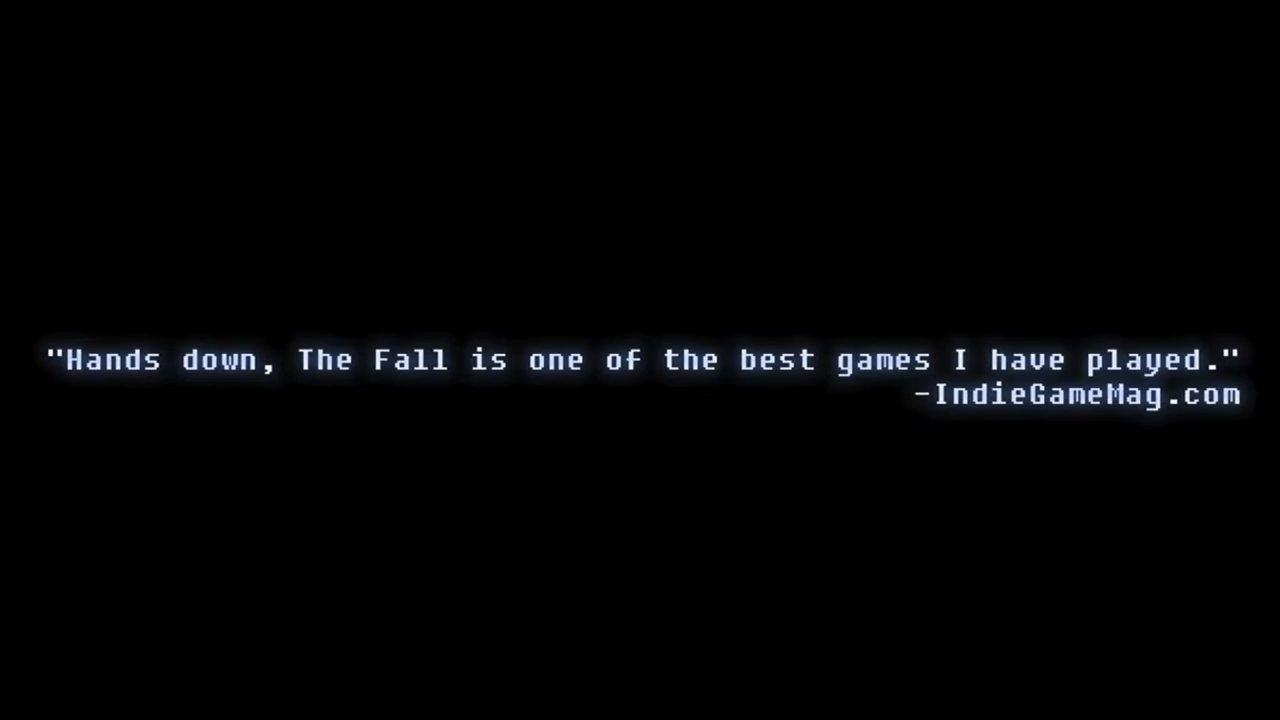 "Hands down, The Fall is one of the best games I have played."
-IndieGameMag.com